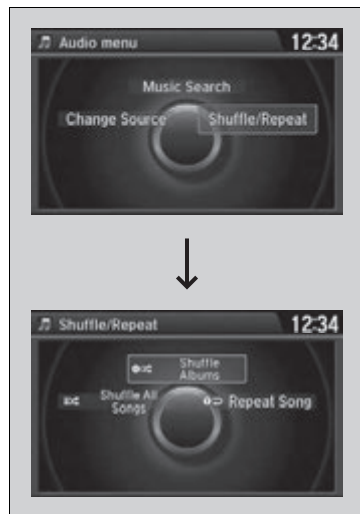 Audio menu 12:34
Music Search
Change Source Shuffle/Repeat
Shuffle/Repeat 12:34
Shuffle
Albums
Shuffle All
Songs
Repeat Song